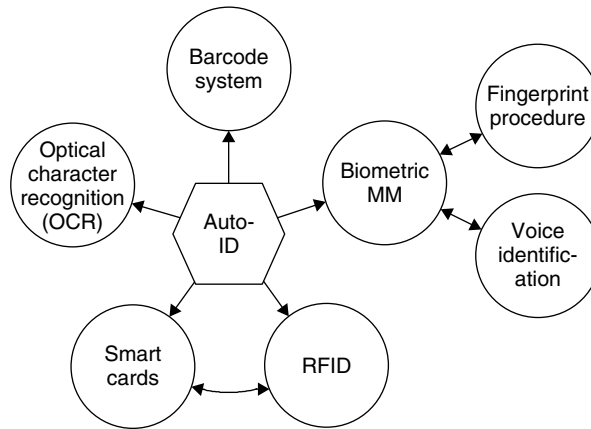 Barcode
system
Fingerprint
procedure
Optical
character
recognition
(OCR)
Biometric
MM
Auto-
ID
Voice
identific-
ation
Smart
cards
RFID